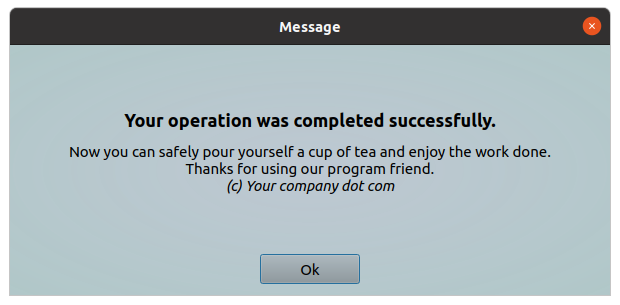 Message
Your operation was completed successfully.
Now you can safely pour yourself a cup of tea and enjoy the work done.
Thanks for using our program friend.
(c) Your company dot com
Ok